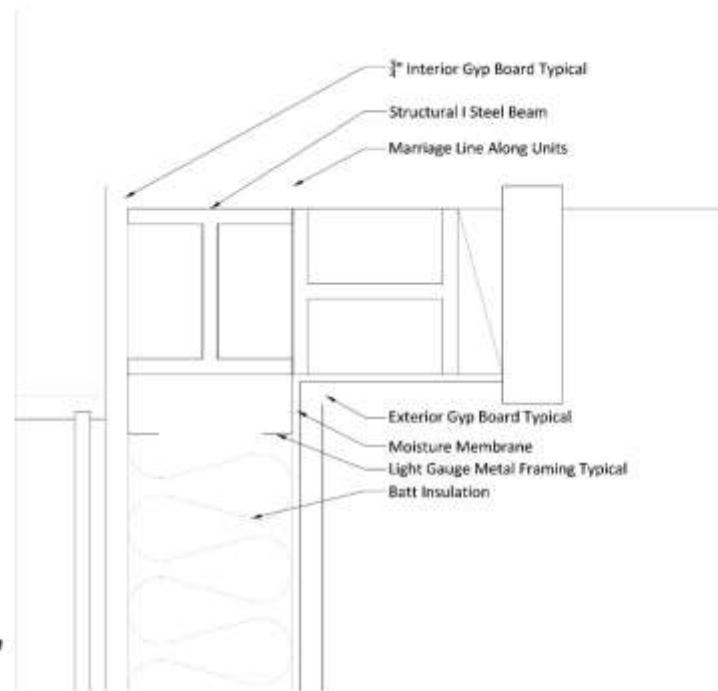 ¾" Interior Gyp Board Typical
Structural I Steel Beam
Marriage Line Along Units
Exterior Gyp Board Typical
Moisture Membrane
Light Gauge Metal Framing Typical
Batt Insulation